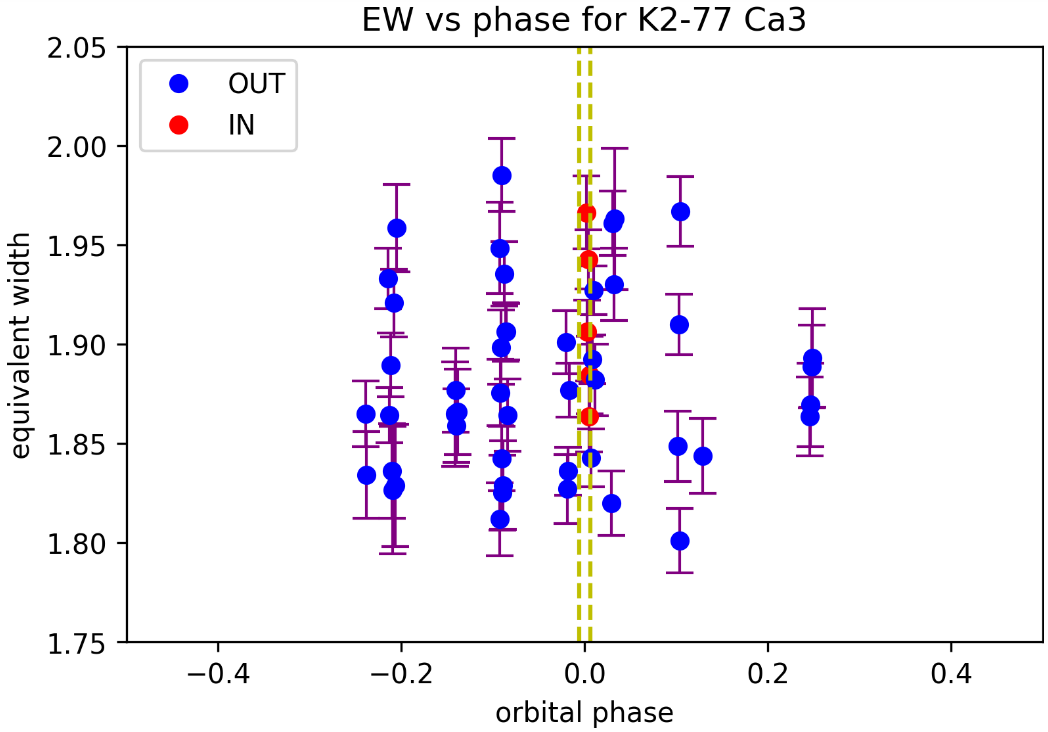 EW vs phase for K2-77 Ca3
2.05
OUT
IN
2.00
1.95
1.90
1.85
1.80
1.75
equivalent width
−0.4 −0.2 0.0 0.2 0.4
orbital phase